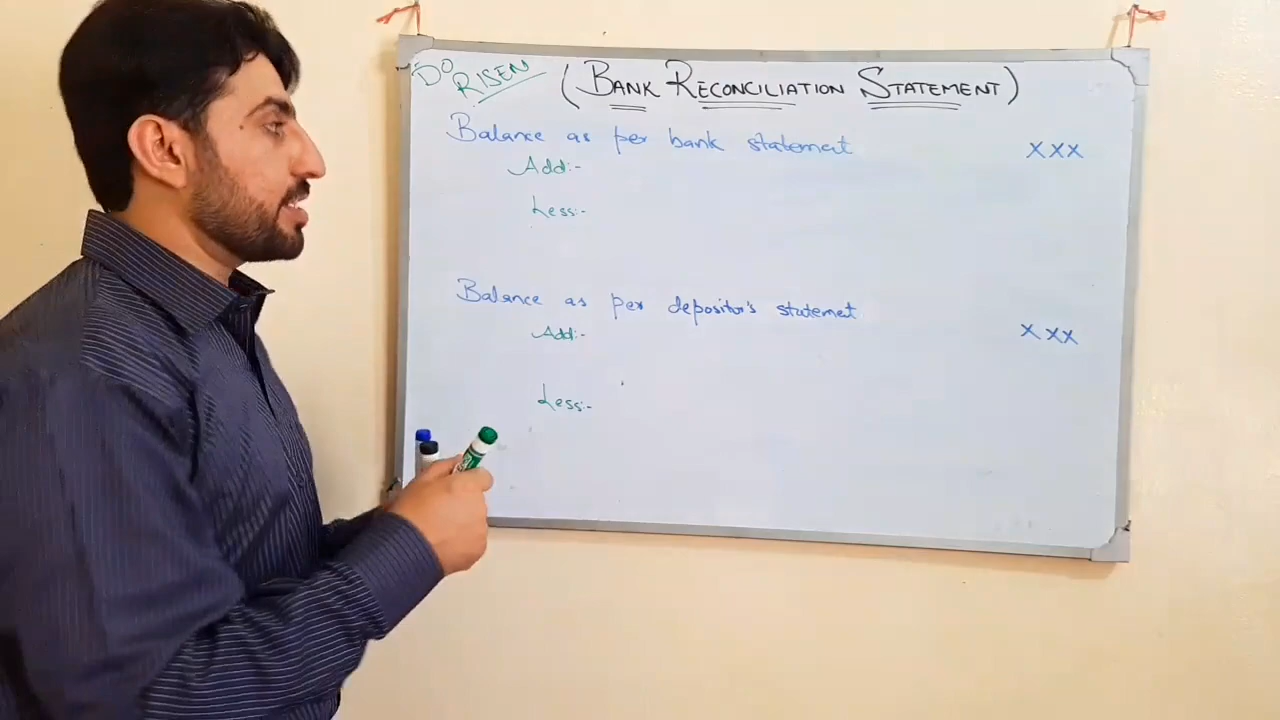 DO RISEN
(BANK RECONCILIATION STATEMENT)
Balance as per bank statement XXX
Add:-
Less:-
Balance as per depositor's statemet XXX
Add:-
Less:-